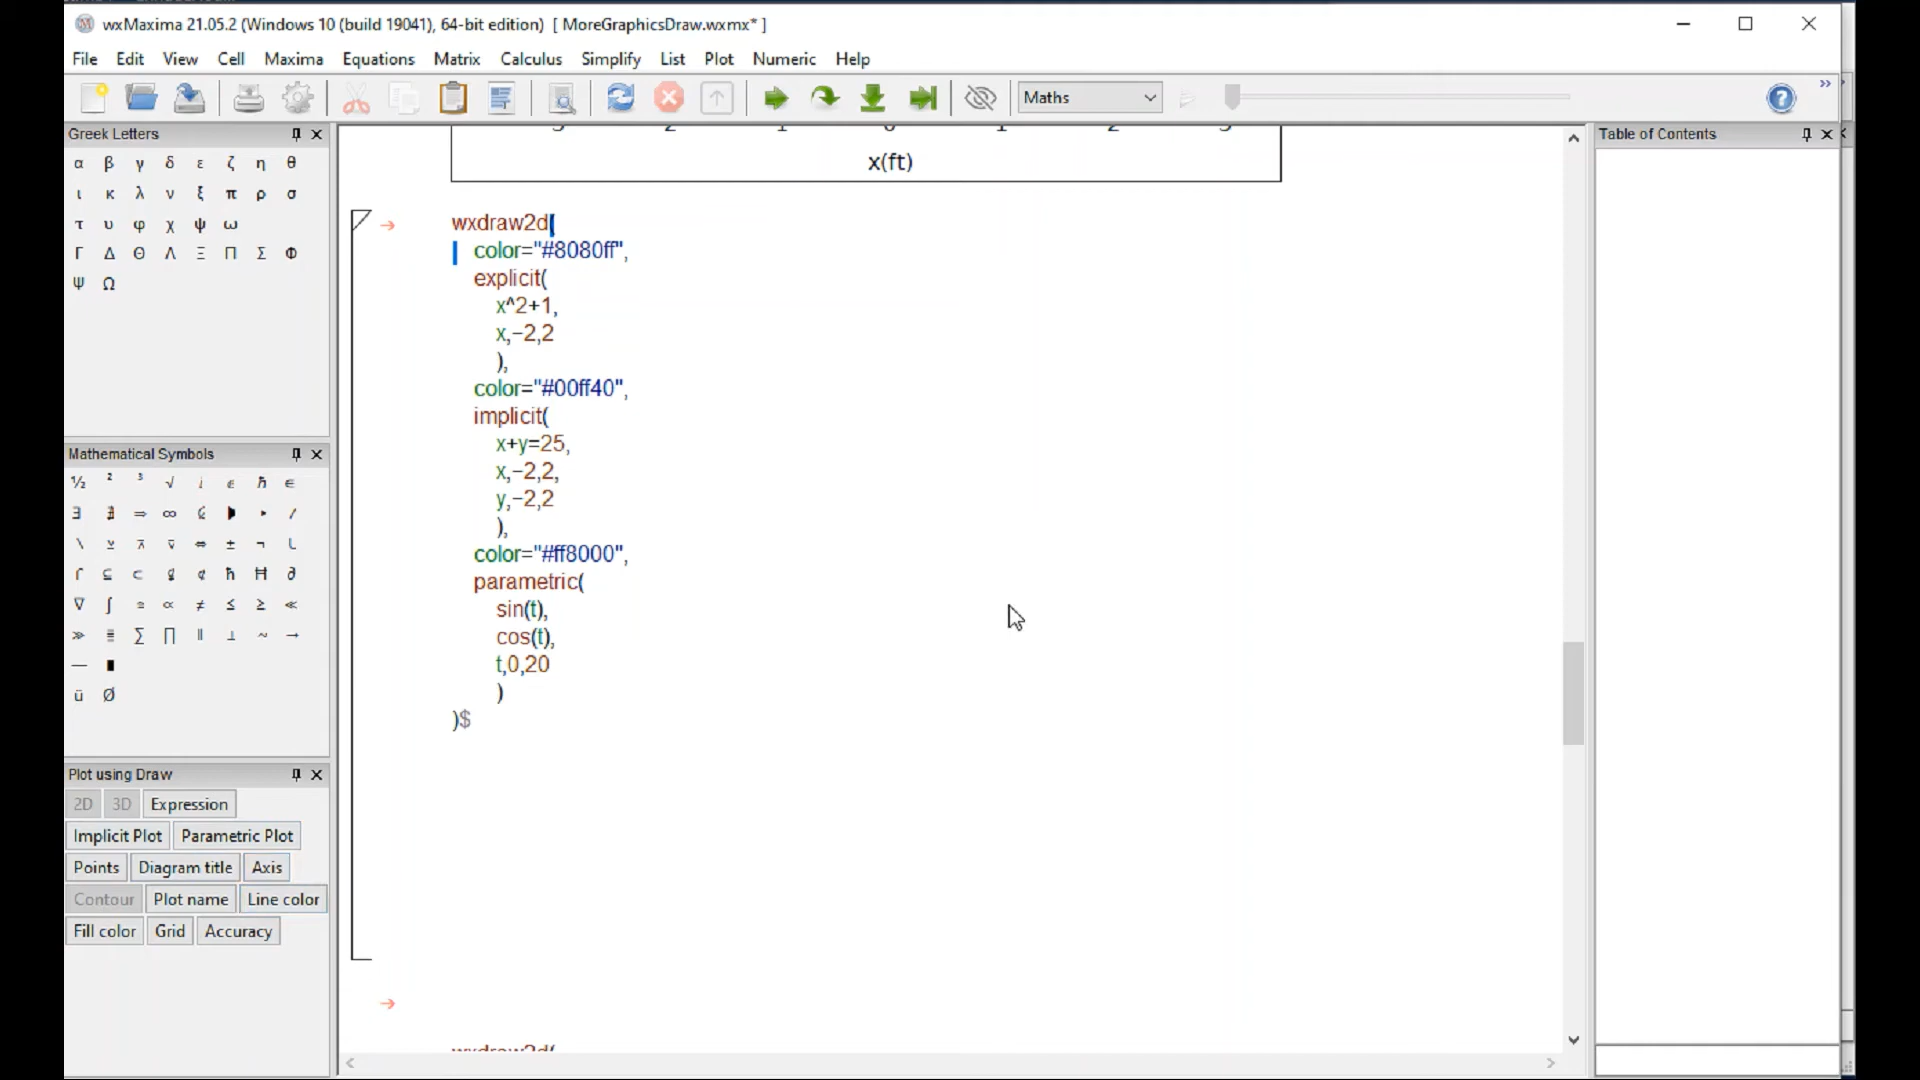 wxMaxima 21.05.2 (Windows 10 (build 19041), 64-bit edition) [ MoreGraphicsDraw.wxmx* ]
File Edit View Cell Maxima Equations Matrix Calculus Simplify List Plot Numeric Help
Maths
Greek Letters
α β γ δ ε ζ η θ
ι κ λ ν ξ π ρ σ
τ υ φ χ ψ ω
Γ Δ Θ Λ Ξ Π Σ Φ
Ψ Ω
Mathematical Symbols
½ ² ³ √ ħ ∈
∃ ∄ ⇒ ∞
⇔ ± ¬
⊆ ⊂ ħ Ħ ∂
∇ ∫ ∝ ≠ ≤ ≥ ≪
≫ ≣ ∑ ∏ ∥ ⊥ ~ →
— ∎
ü Ø
Plot using Draw
2D 3D Expression
Implicit Plot Parametric Plot
Points Diagram title Axis
Contour Plot name Line color
Fill color Grid Accuracy
x(ft)
wxdraw2d(
color="#8080ff",
explicit(
x^2+1,
x,−2,2
),
color="#00ff40",
implicit(
x+y=25,
x,−2,2,
y,−2,2
),
color="#ff8000",
parametric(
sin(t),
cos(t),
t,0,20
)
)$
Table of Contents